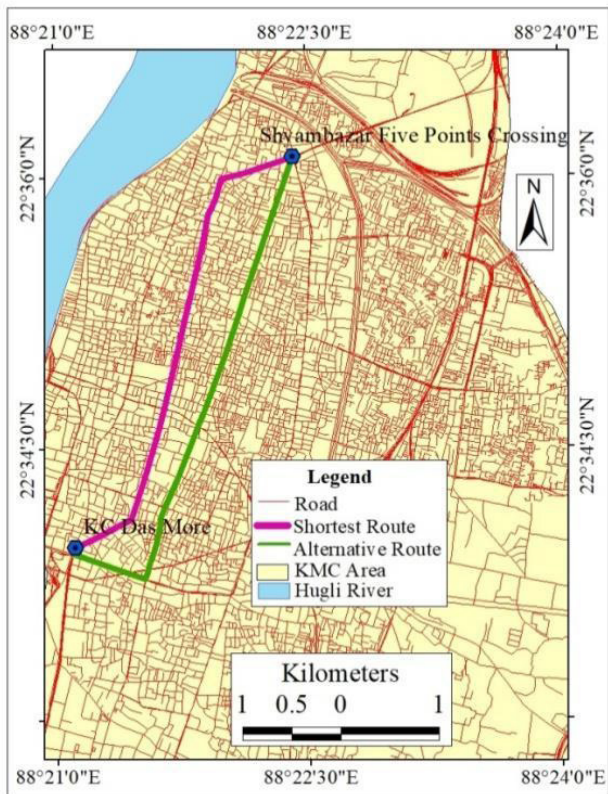 88°21'0"E 88°22'30"E 88°24'0"E
Shyambazar Five Points Crossing
22°36'0"N
22°36'0"N
N
22°34'30"N
22°34'30"N
KC Das More
Legend
Road
Shortest Route
Alternative Route
KMC Area
Hugli River
Kilometers
1 0.5 0 1
88°21'0"E 88°22'30"E 88°24'0"E